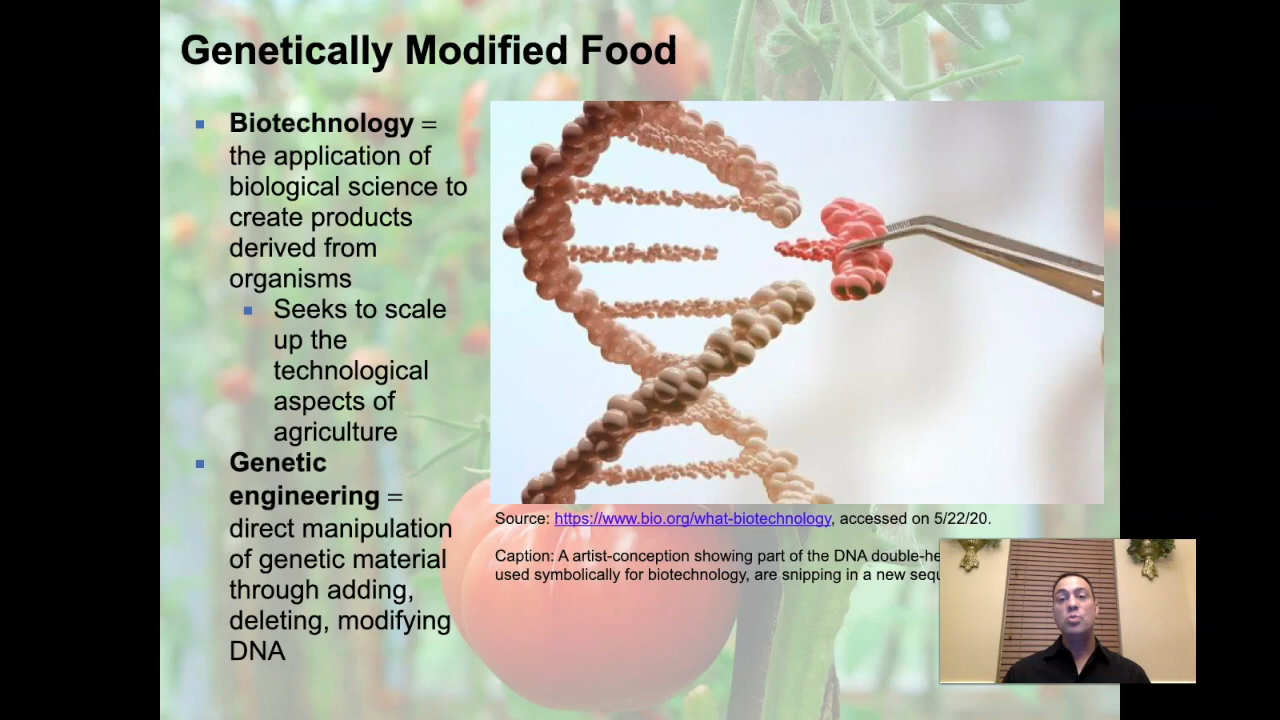 Genetically Modified Food
Biotechnology =
the application of
biological science to
create products
derived from
organisms
Seeks to scale
up the
technological
aspects of
agriculture
Genetic
engineering =
direct manipulation
of genetic material
through adding,
deleting, modifying
DNA
Source: https://www.bio.org/what-biotechnology, accessed on 5/22/20.
Caption: A artist-conception showing part of the DNA
used symbolically for biotechnology, are snipping in a new